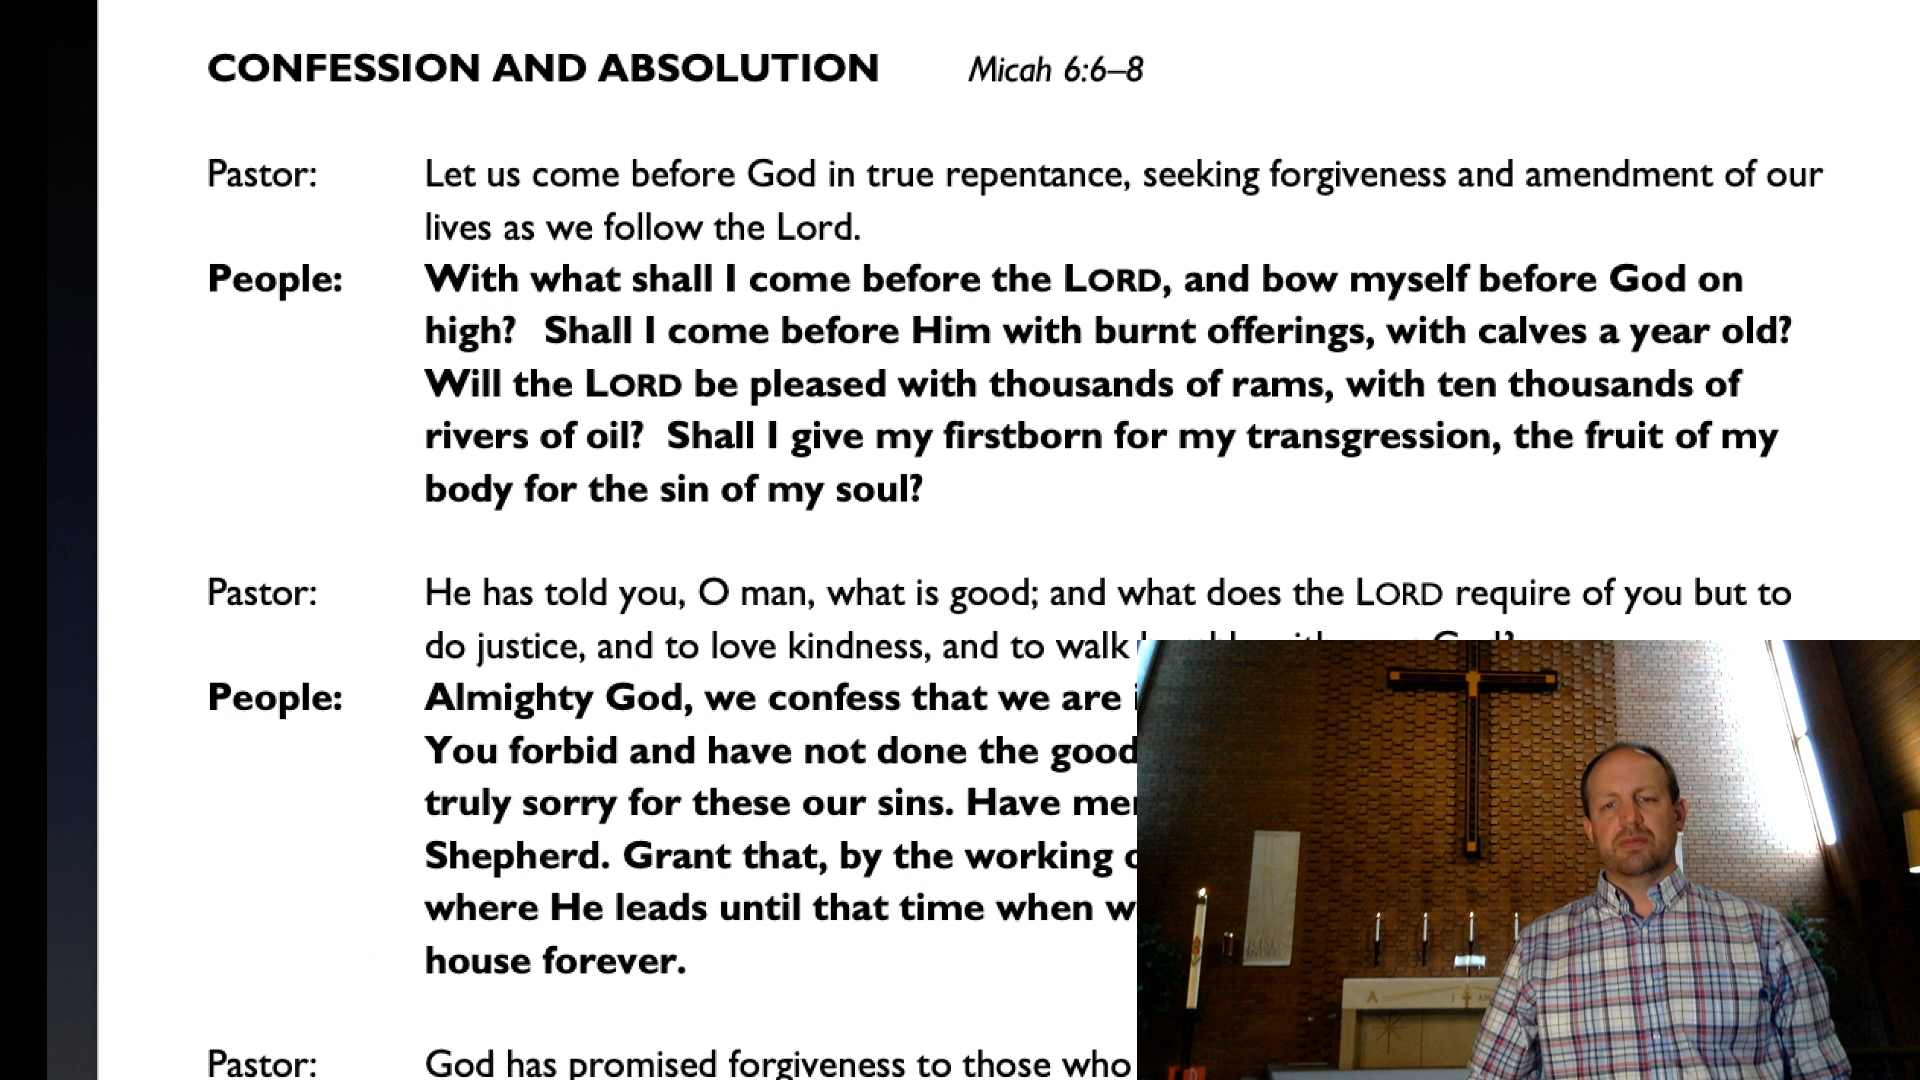 CONFESSION AND ABSOLUTION Micah 6:6–8
Pastor: Let us come before God in true repentance, seeking forgiveness and amendment of our
lives as we follow the Lord.
People: With what shall I come before the LORD, and bow myself before God on
high? Shall I come before Him with burnt offerings, with calves a year old?
Will the LORD be pleased with thousands of rams, with ten thousands of
rivers of oil? Shall I give my firstborn for my transgression, the fruit of my
body for the sin of my soul?
Pastor: He has told you, O man, what is good; and what does the LORD require of you but to
do justice, and to love kindness, and to walk
People: Almighty God, we confess that we are
You forbid and have not done the good
truly sorry for these our sins. Have
Shepherd. Grant that, by the working
where He leads until that time when
house forever.
Pastor: God has promised forgiveness to those who